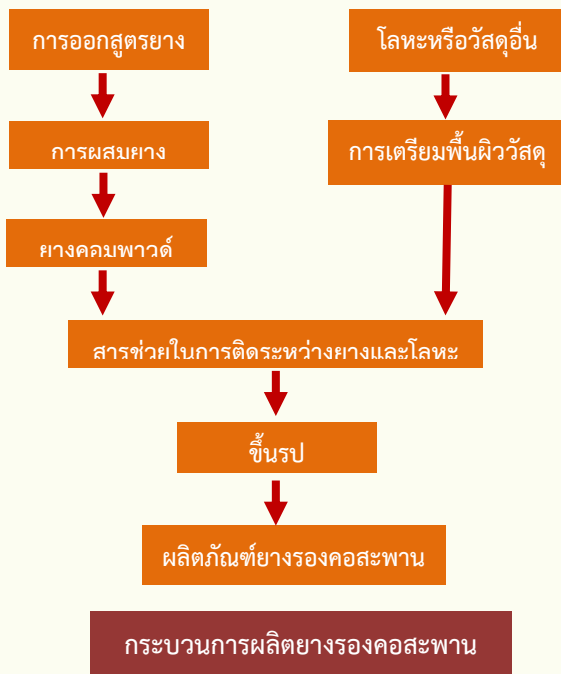 การออกสูตรยาง
โลหะหรือวัสดุอื่น
การผสมยาง
การเตรียมพื้นผิววัสดุ
ยางคอมพาวด์
สารช่วยในการติดระหว่างยางและโลหะ
ขึ้นรูป
ผลิตภัณฑ์ยางรองคอสะพาน
กระบวนการผลิตยางรองคอสะพาน